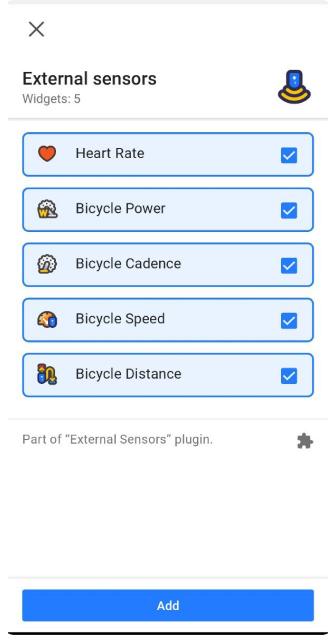 External sensors
Widgets: 5
Heart Rate
Bicycle Power
Bicycle Cadence
Bicycle Speed
Bicycle Distance
Part of “External Sensors” plugin.
Add